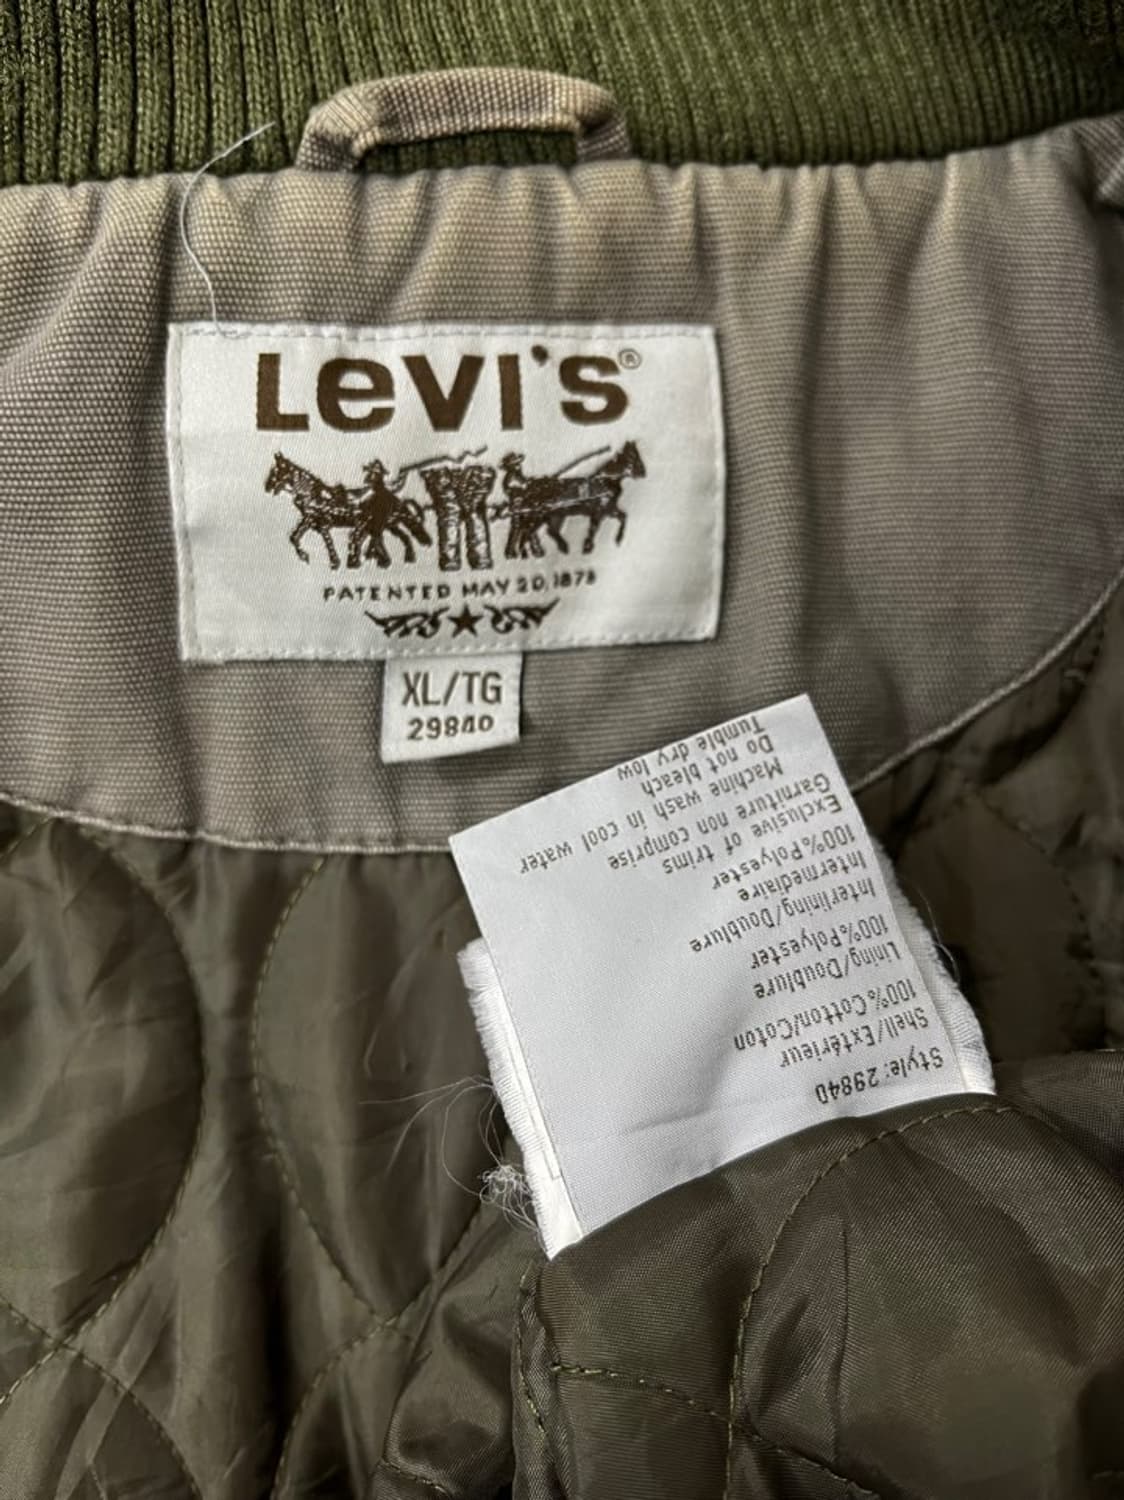 LEVI'S®
PATENTED MAY 20, 1873
XL/TG
29840
Style: 29840
Shell/Extérieur
100%Cotton/Coton
Lining/Doublure
100%Polyester
Interlining/Doublure
Intermediaire
100%Polyester
Exclusive of trims
Garniture non comprise
Machine wash in cool water
Do not bleach
Tumble dry low